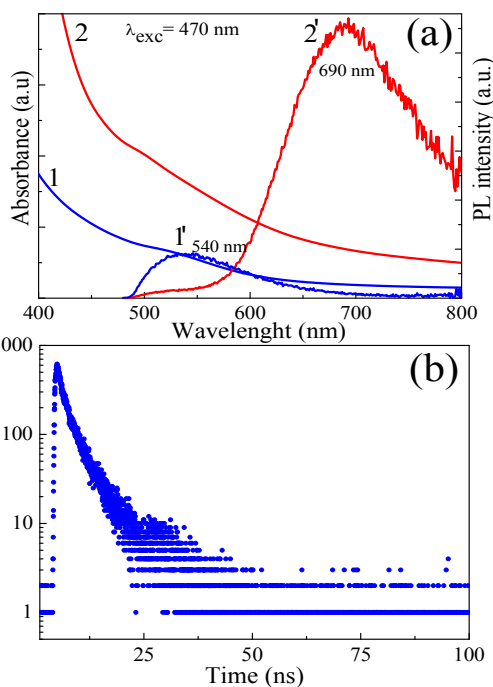 λexc= 470 nm
(a)
2
2'
690 nm
1
1'
540 nm
Absorbance (a.u)
PL intensity (a.u.)
400 500 600 700 800
Wavelenght (nm)
(b)
000
100
10
1
25 50 75 100
Time (ns)